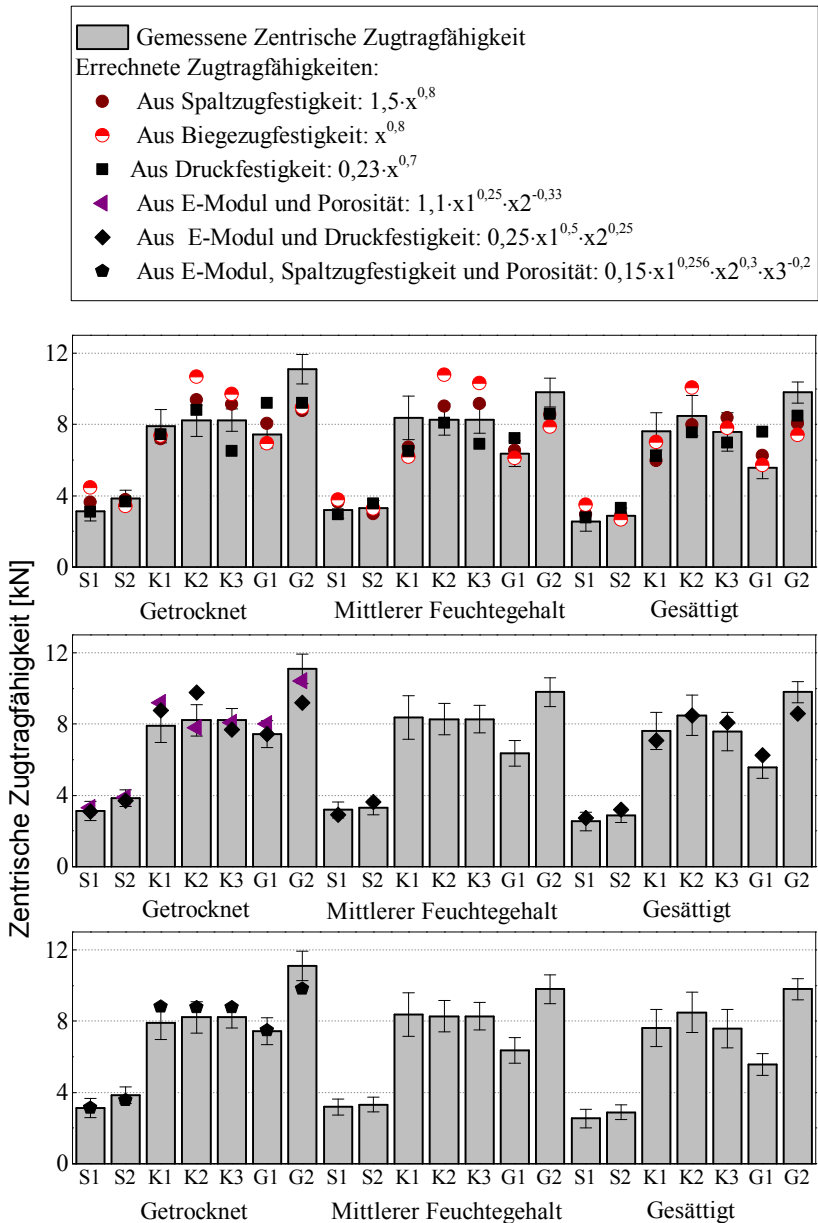 Gemessene Zentrische Zugtragfähigkeit
Errechnete Zugtragfähigkeiten:
Aus Spaltzugfestigkeit: 1,5·x^0,8
Aus Biegezugfestigkeit: x^0,8
Aus Druckfestigkeit: 0,23·x^0,7
Aus E-Modul und Porosität: 1,1·x1^0,25·x2^-0,33
Aus E-Modul und Druckfestigkeit: 0,25·x1^0,5·x2^0,25
Aus E-Modul, Spaltzugfestigkeit und Porosität: 0,15·x1^0,256·x2^0,3·x3^-0,2
Zentrische Zugtragfähigkeit [kN]
12
8
4
0
S1 S2 K1 K2 K3 G1 G2 S1 S2 K1 K2 K3 G1 G2 S1 S2 K1 K2 K3 G1 G2
Getrocknet Mittlerer Feuchtegehalt Gesättigt
12
8
4
0
S1 S2 K1 K2 K3 G1 G2 S1 S2 K1 K2 K3 G1 G2 S1 S2 K1 K2 K3 G1 G2
Getrocknet Mittlerer Feuchtegehalt Gesättigt
12
8
4
0
S1 S2 K1 K2 K3 G1 G2 S1 S2 K1 K2 K3 G1 G2 S1 S2 K1 K2 K3 G1 G2
Getrocknet Mittlerer Feuchtegehalt Gesättigt